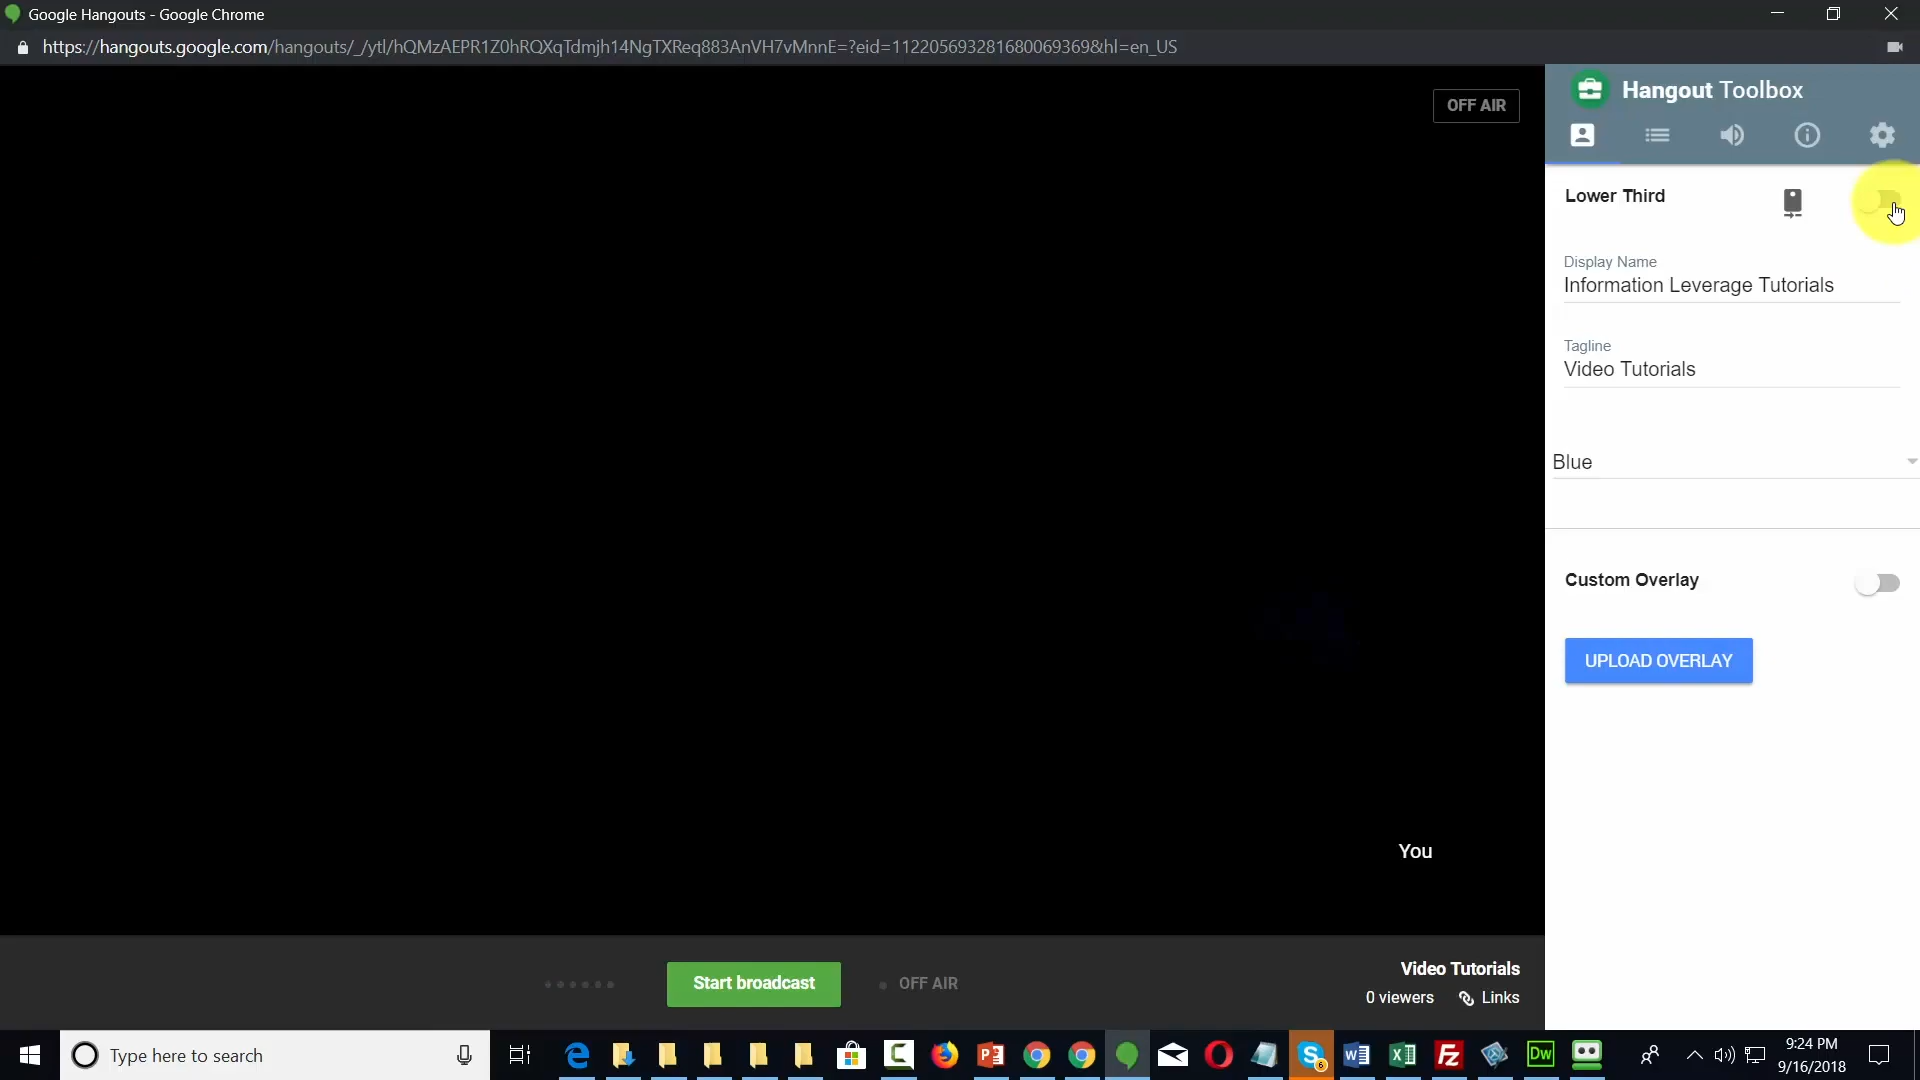 Google Hangouts - Google Chrome
https://hangouts.google.com/hangouts/_/ytl/hQMzAEPR1Z0hRQXqTdmjh14NgTXReq883AnVH7vMnnE=?eid=112205693281680069369&hl=en_US
OFF AIR
Hangout Toolbox
Lower Third
Display Name
Information Leverage Tutorials
Tagline
Video Tutorials
Blue
Custom Overlay
UPLOAD OVERLAY
You
Start broadcast
OFF AIR
Video Tutorials
0 viewers Links
Type here to search
6
Dw
9:24 PM
9/16/2018